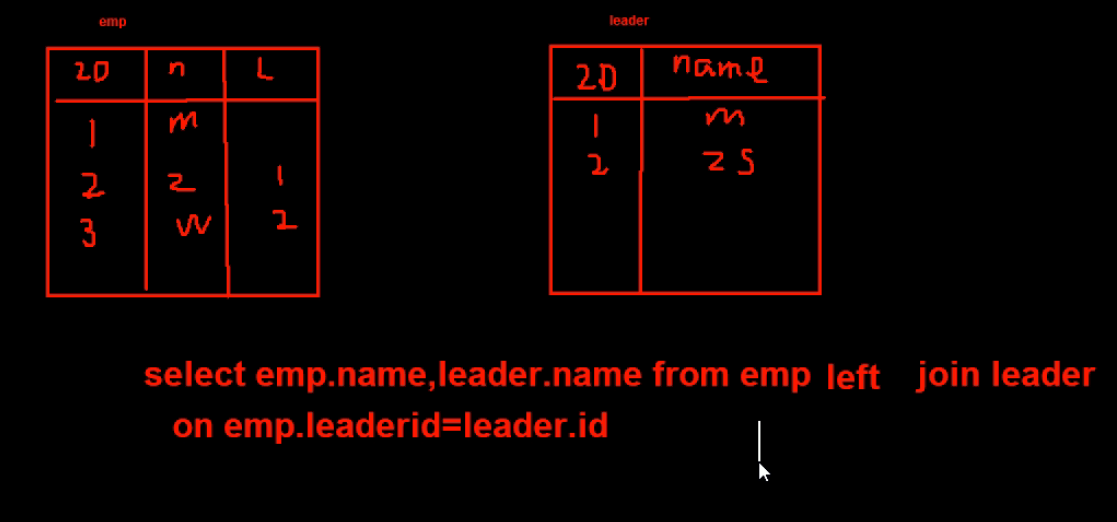 emp
leader
ID n L
ID name
1 m
1 m
2 z 1
2 zs
3 w 2
select emp.name,leader.name from emp left join leader
on emp.leaderid=leader.id